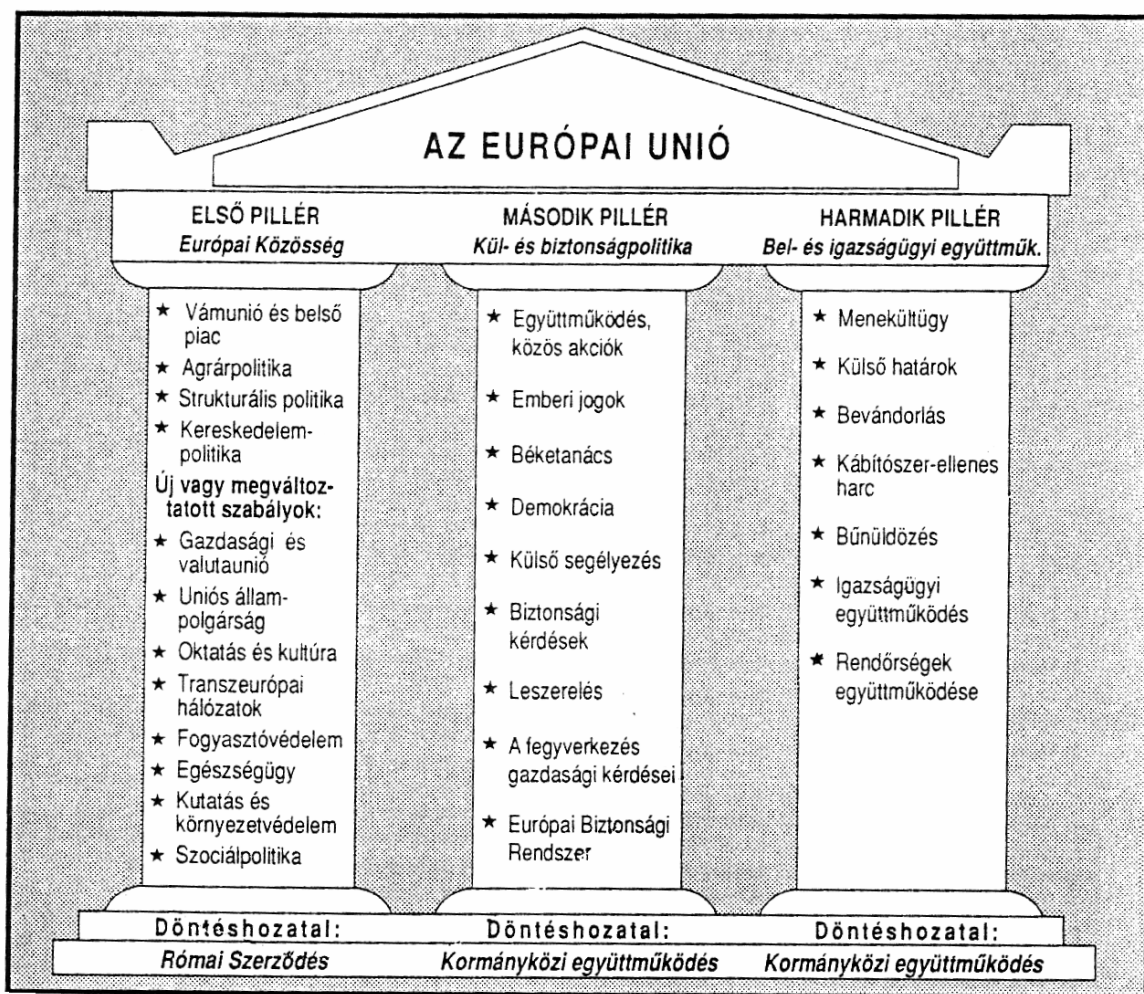 AZ EURÓPAI UNIÓ
ELSŐ PILLÉR
Európai Közösség
★ Vámunió és belső
piac
★ Agrárpolitika
★ Strukturális politika
★ Kereskedelem-
politika
Új vagy megváltoz-
tatott szabályok:
★ Gazdasági és
valutaunió
★ Uniós állam-
polgárság
★ Oktatás és kultúra
★ Transzeurópai
hálózatok
★ Fogyasztóvédelem
★ Egészségügy
★ Kutatás és
környezetvédelem
★ Szociálpolitika
Döntéshozatal:
Római Szerződés
MÁSODIK PILLÉR
Kül- és biztonságpolitika
★ Együttműködés,
közös akciók
★ Emberi jogok
★ Béketanács
★ Demokrácia
★ Külső segélyezés
★ Biztonsági
kérdések
★ Leszerelés
★ A fegyverkezés
gazdasági kérdései
★ Európai Biztonsági
Rendszer
Döntéshozatal:
Kormányközi együttműködés
HARMADIK PILLÉR
Bel- és igazságügyi együttműk.
★ Menekültügy
★ Külső határok
★ Bevándorlás
★ Kábítószer-ellenes
harc
★ Bűnüldözés
★ Igazságügyi
együttműködés
★ Rendőrségek
együttműködése
Döntéshozatal:
Kormányközi együttműködés